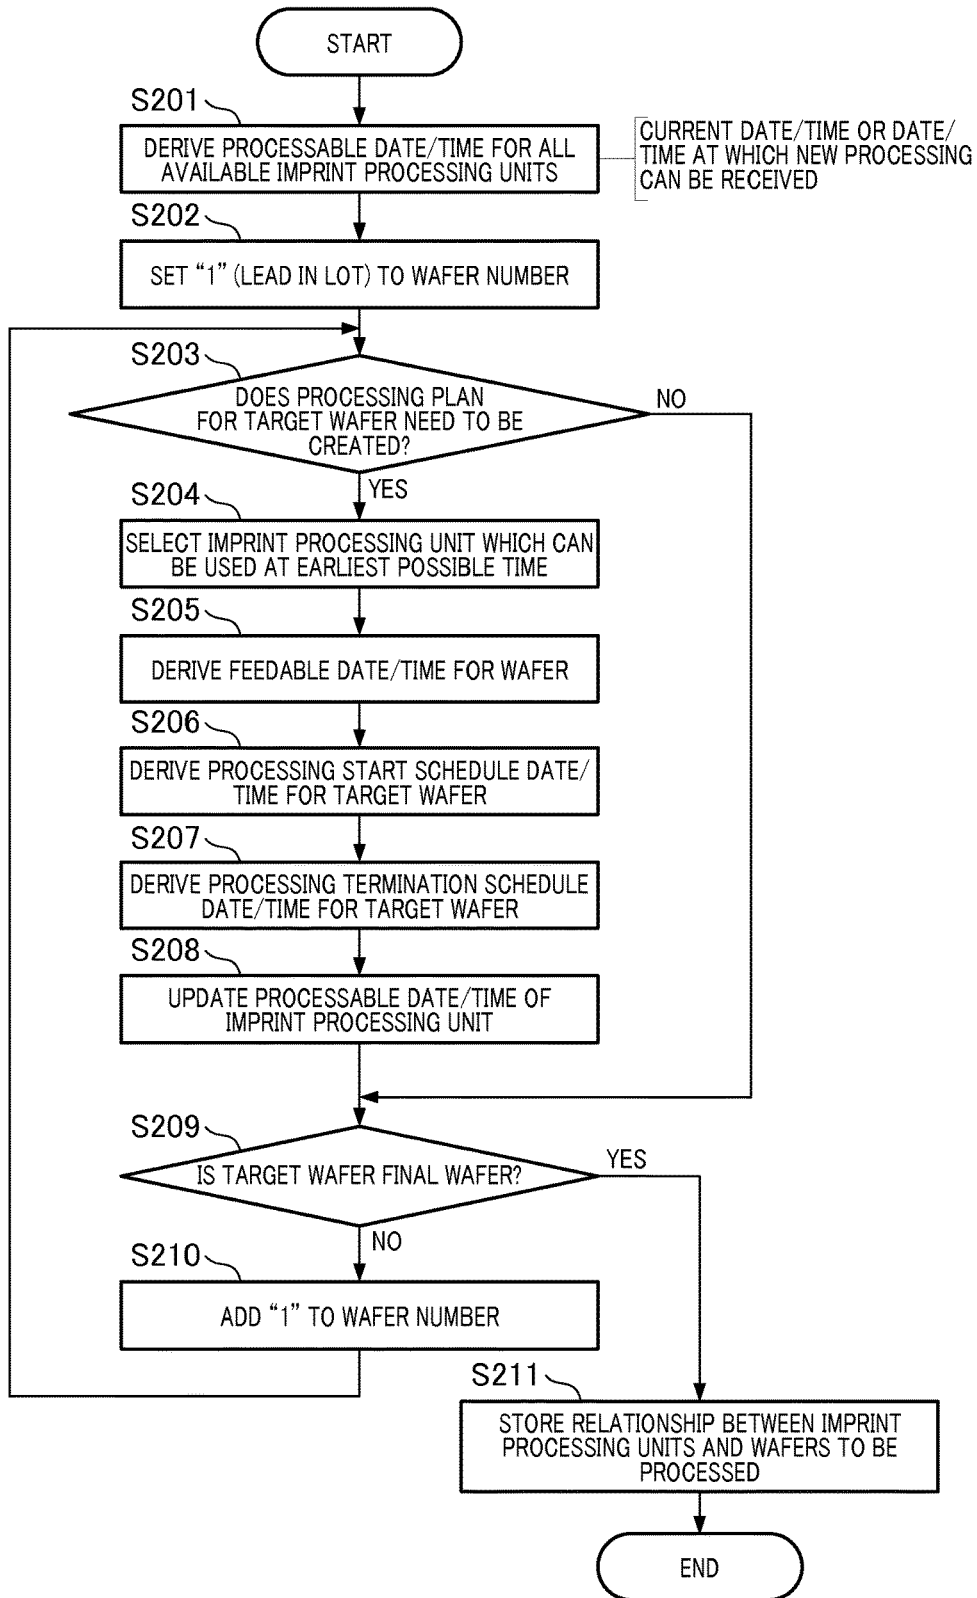 START
S201
DERIVE PROCESSABLE DATE/TIME FOR ALL
AVAILABLE IMPRINT PROCESSING UNITS
CURRENT DATE/TIME OR DATE/
TIME AT WHICH NEW PROCESSING
CAN BE RECEIVED
S202
SET “1” (LEAD IN LOT) TO WAFER NUMBER
S203
DOES PROCESSING PLAN
FOR TARGET WAFER NEED TO BE
CREATED?
NO
YES
S204
SELECT IMPRINT PROCESSING UNIT WHICH CAN
BE USED AT EARLIEST POSSIBLE TIME
S205
DERIVE FEEDABLE DATE/TIME FOR WAFER
S206
DERIVE PROCESSING START SCHEDULE DATE/
TIME FOR TARGET WAFER
S207
DERIVE PROCESSING TERMINATION SCHEDULE
DATE/TIME FOR TARGET WAFER
S208
UPDATE PROCESSABLE DATE/TIME OF
IMPRINT PROCESSING UNIT
S209
IS TARGET WAFER FINAL WAFER?
YES
NO
S210
ADD “1” TO WAFER NUMBER
S211
STORE RELATIONSHIP BETWEEN IMPRINT
PROCESSING UNITS AND WAFERS TO BE
PROCESSED
END